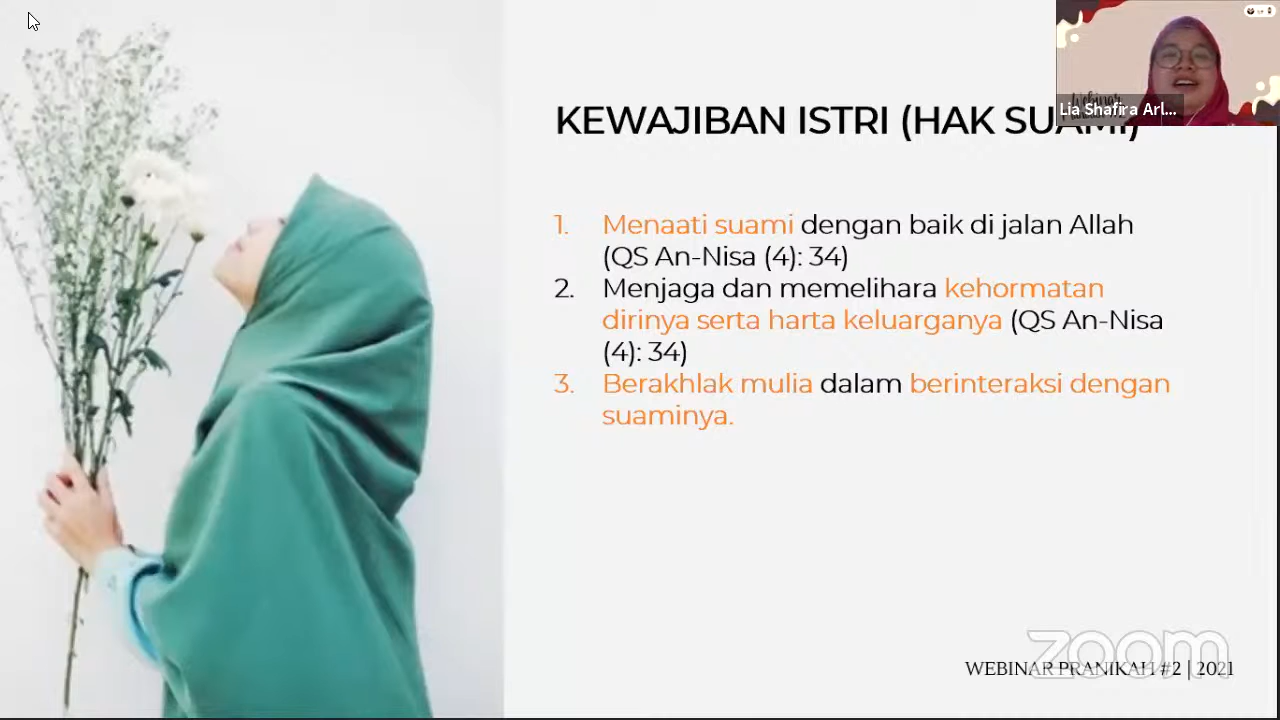 KEWAJIBAN ISTRI (HAK SUAMI)
Webinar
Lia Shafira Arl...
1. Menaati suami dengan baik di jalan Allah
(QS An-Nisa (4): 34)
2. Menjaga dan memelihara kehormatan
dirinya serta harta keluarganya (QS An-Nisa
(4): 34)
3. Berakhlak mulia dalam berinteraksi dengan
suaminya.
zoom
WEBINAR PRANIKAH #2 | 2021